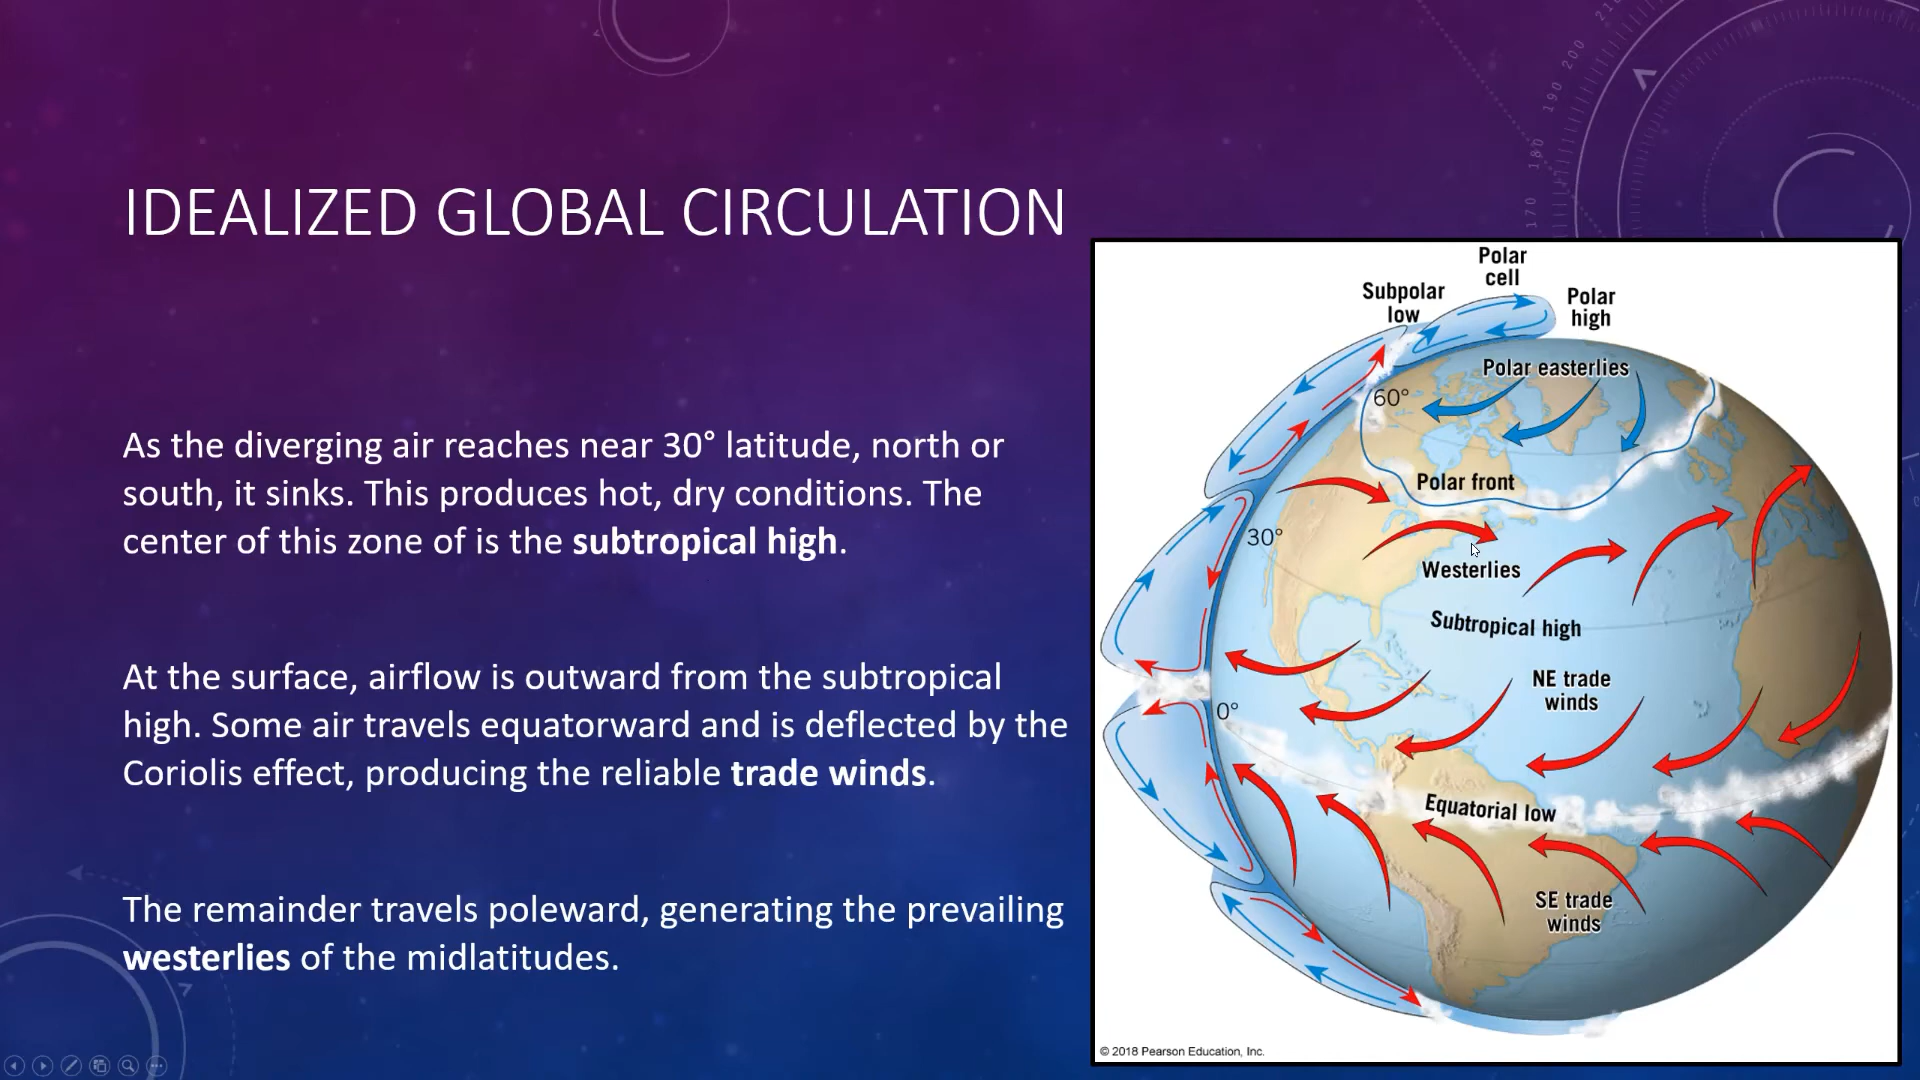 IDEALIZED GLOBAL CIRCULATION
As the diverging air reaches near 30° latitude, north or
south, it sinks. This produces hot, dry conditions. The
center of this zone of is the subtropical high.
At the surface, airflow is outward from the subtropical
high. Some air travels equatorward and is deflected by the
Coriolis effect, producing the reliable trade winds.
The remainder travels poleward, generating the prevailing
westerlies of the midlatitudes.
Polar
cell
Subpolar
low
Polar
high
Polar easterlies
60°
Polar front
30°
Westerlies
Subtropical high
NE trade
winds
0°
Equatorial low
SE trade
winds
© 2018 Pearson Education, Inc.
210
200
190
180
170